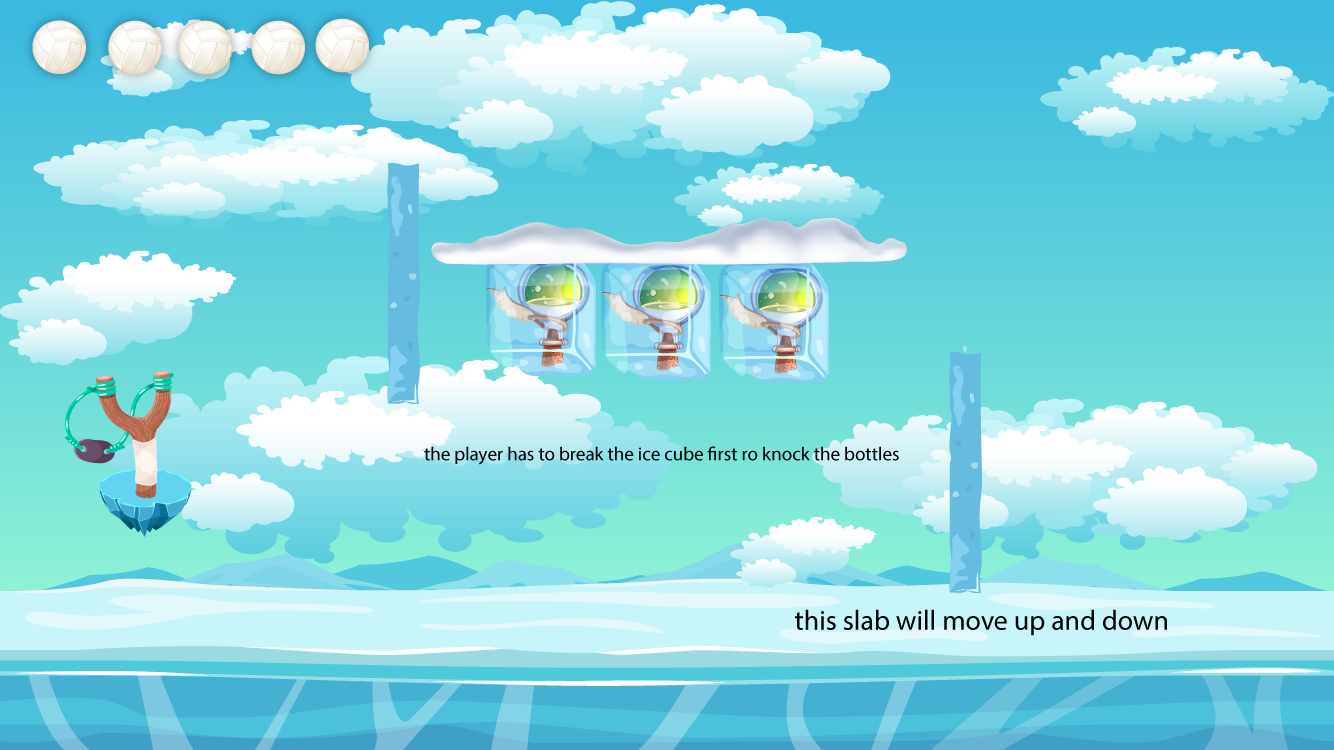 the player has to break the ice cube first ro knock the bottles
this slab will move up and down